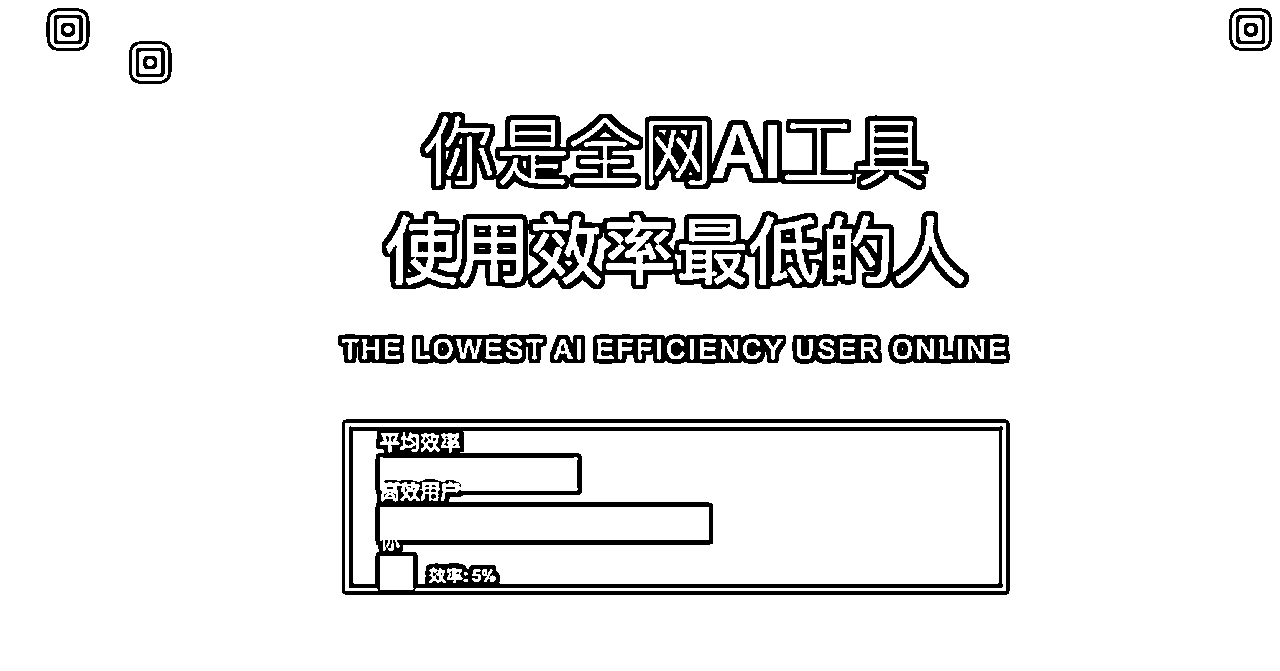 你是全网AI工具
使用效率最低的人
THE LOWEST AI EFFICIENCY USER ONLINE
平均效率
高效用户
你
效率: 5%